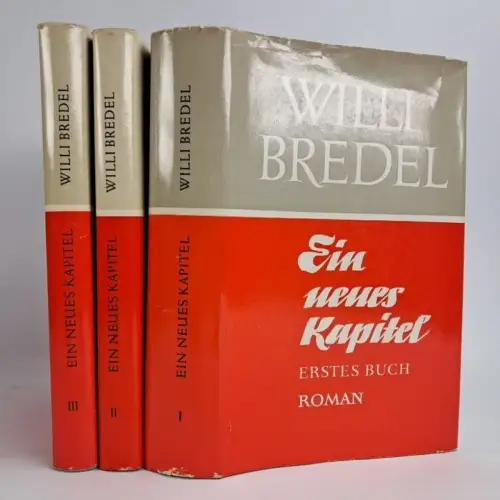 WILLI BREDEL
EIN NEUES KAPITEL
III
WILLI BREDEL
EIN NEUES KAPITEL
II
WILLI BREDEL
EIN NEUES KAPITEL
I
WILLI
BREDEL
Ein
neues
Kapitel
ERSTES BUCH
ROMAN